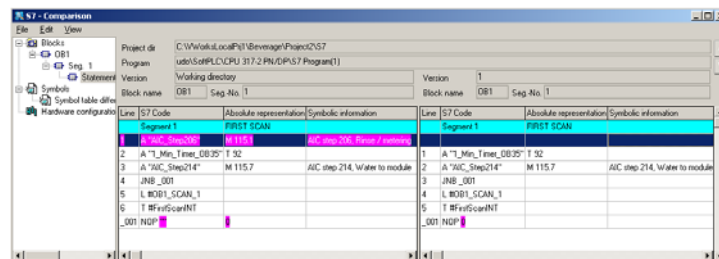 S7 - Comparison
File Edit View
Blocks
OB1
Seg. 1
Statement
Symbols
Symbol table differ
Hardware configuratio
Project dir C:\WWorksLocalPrj1\Beverage\Project2\S7
Program udo\SoftPLC\CPU 317-2 PN/DP\S7 Program(1)
Version Working directory
Block name OB1 Seg.-No. 1
Version 1
Block name OB1 Seg.-No. 1
Line S7 Code Absolute representation Symbolic information
Segment 1 FIRST SCAN
1 A "AIC_Step206" M 115.1 AIC step 206, Rinse / metering
2 A "1_Min_Timer_OB35" T 92
3 A "AIC_Step214" M 115.7 AIC step 214, Water to module
4 JNB _001
5 L #OB1_SCAN_1
6 T #FirstScanINT
_001 NOP "" 0
Line S7 Code Absolute representation Symbolic information
Segment 1 FIRST SCAN
1 A "1_Min_Timer_OB35" T 92
2 A "AIC_Step214" M 115.7 AIC step 214, Water to module
3 JNB _001
4 L #OB1_SCAN_1
5 T #FirstScanINT
_001 NOP 0